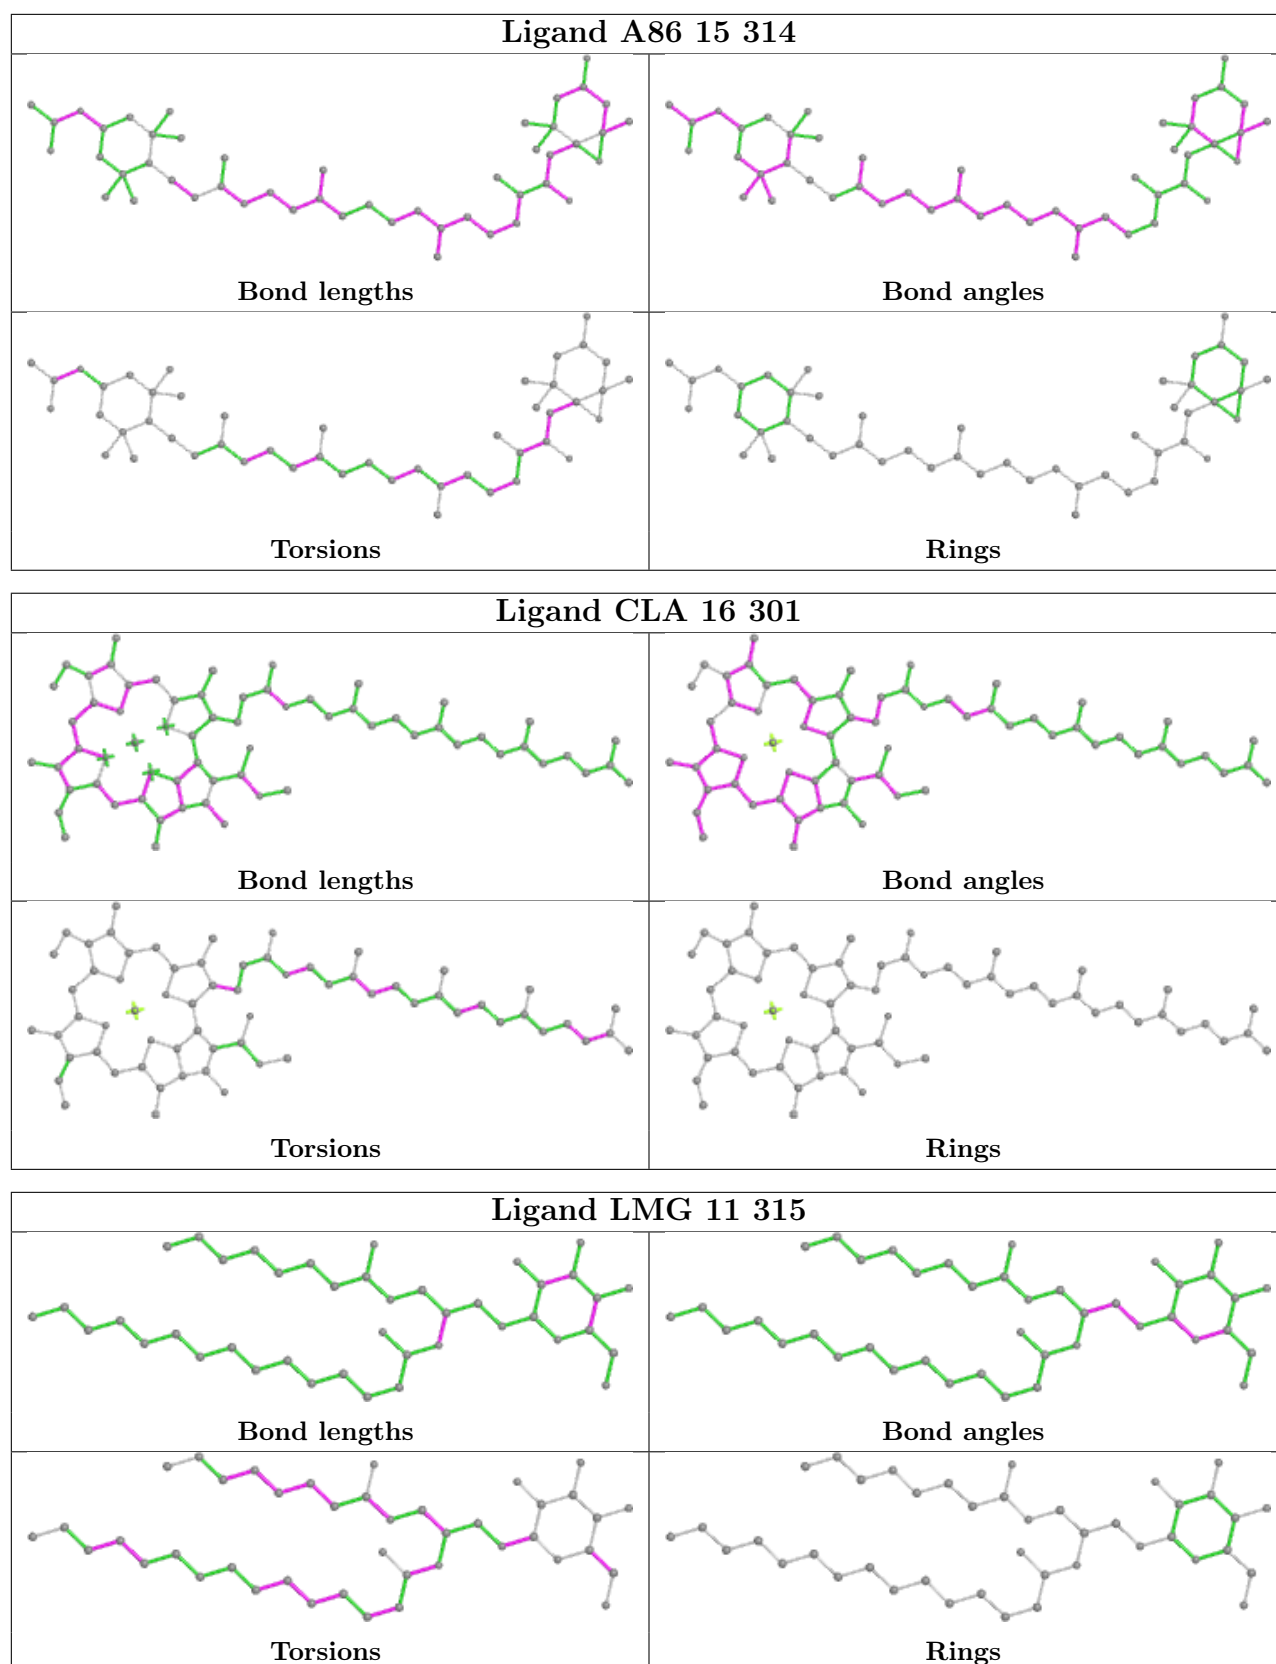 Ligand A86 15 314
Bond lengths
Bond angles
Torsions
Rings
Ligand CLA 16 301
Bond lengths
Bond angles
Torsions
Rings
Ligand LMG 11 315
Bond lengths
Bond angles
Torsions
Rings